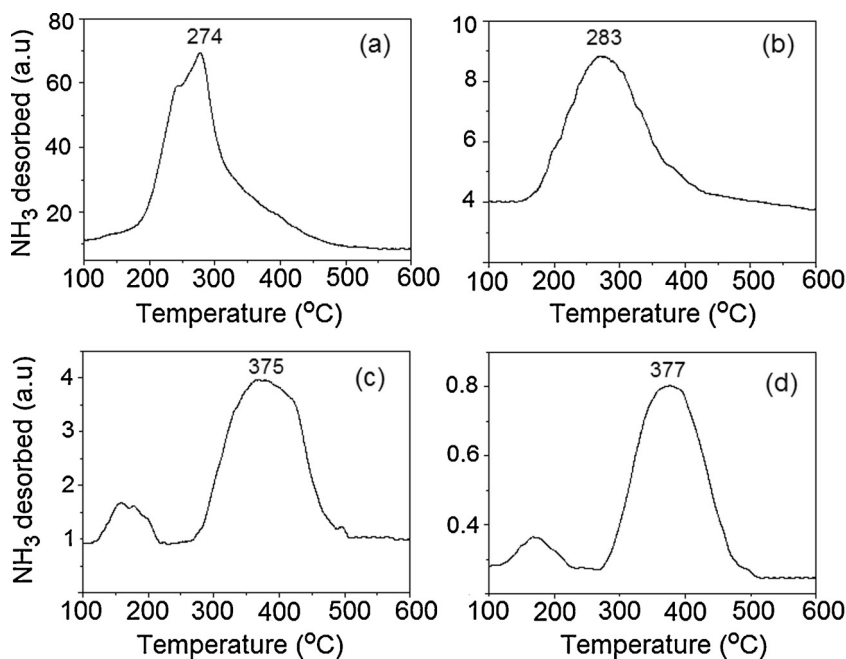 274
(a)
80
60
40
20
NH₃ desorbed (a.u)
100 200 300 400 500 600
Temperature (°C)
283
(b)
10
8
6
4
100 200 300 400 500 600
Temperature (°C)
375
(c)
4
3
2
1
NH₃ desorbed (a.u)
100 200 300 400 500 600
Temperature (°C)
377
(d)
0.8
0.6
0.4
100 200 300 400 500 600
Temperature (°C)